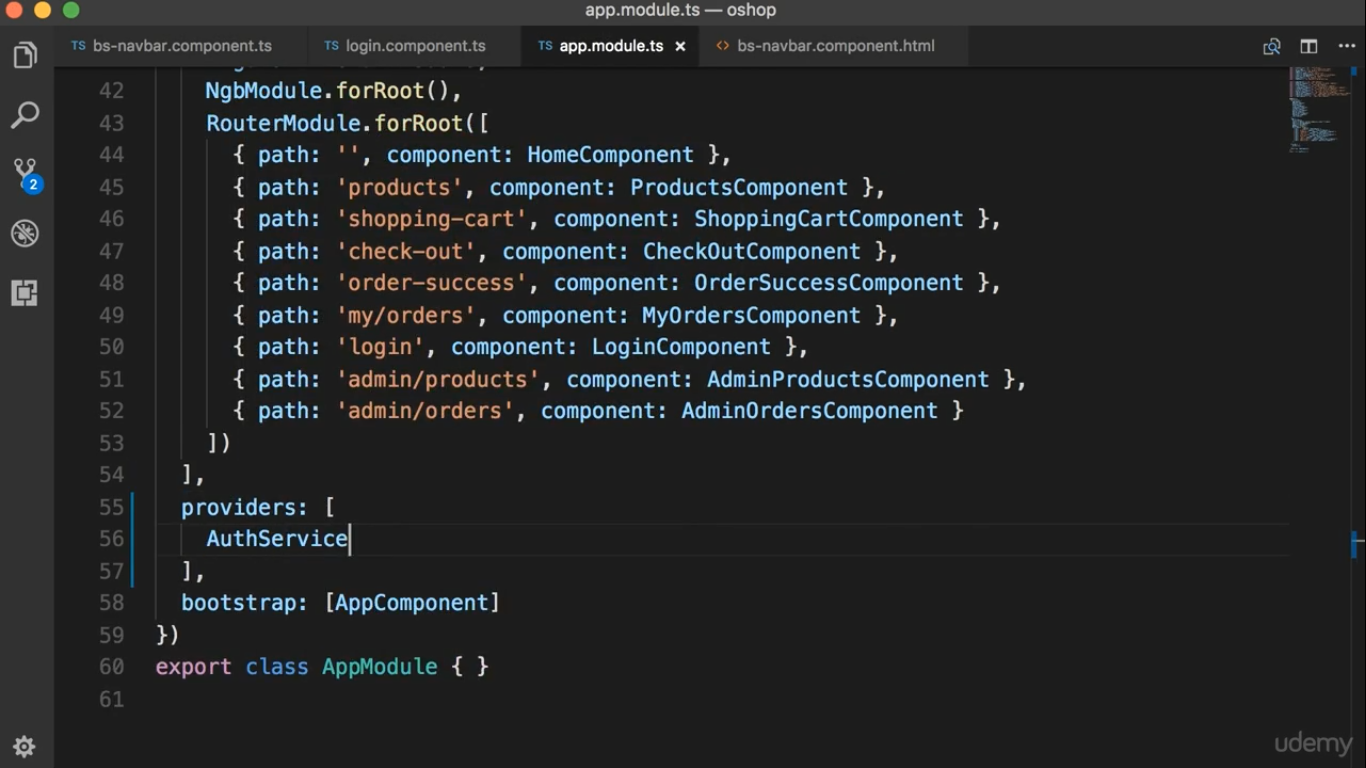 app.module.ts — oshop
TS bs-navbar.component.ts TS login.component.ts TS app.module.ts × <> bs-navbar.component.html
42 NgbModule.forRoot(),
43 RouterModule.forRoot([
44 { path: '', component: HomeComponent },
45 { path: 'products', component: ProductsComponent },
46 { path: 'shopping-cart', component: ShoppingCartComponent },
47 { path: 'check-out', component: CheckOutComponent },
48 { path: 'order-success', component: OrderSuccessComponent },
49 { path: 'my/orders', component: MyOrdersComponent },
50 { path: 'login', component: LoginComponent },
51 { path: 'admin/products', component: AdminProductsComponent },
52 { path: 'admin/orders', component: AdminOrdersComponent }
53 ])
54 ],
55 providers: [
56 AuthService
57 ],
58 bootstrap: [AppComponent]
59 })
60 export class AppModule { }
61
2
udemy